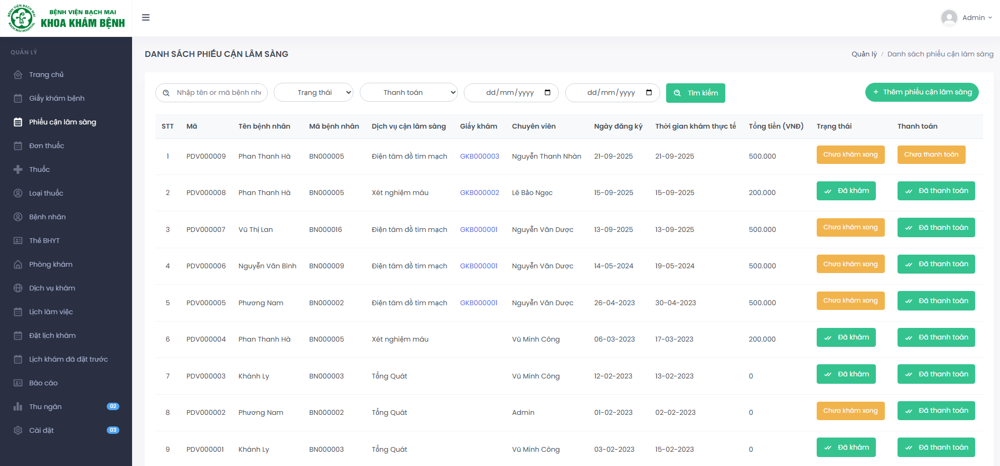 BỆNH VIỆN BẠCH MAI
BACH MAI HOSPITAL
BỆNH VIỆN BẠCH MAI
KHOA KHÁM BỆNH
Admin
QUẢN LÝ
Trang chủ
Giấy khám bệnh
Phiếu cận lâm sàng
Đơn thuốc
Thuốc
Loại thuốc
Bệnh nhân
Thẻ BHYT
Phòng khám
Dịch vụ khám
Lịch làm việc
Đặt lịch khám
Lịch khám đã đặt trước
Báo cáo
Thu ngân 02
Cài đặt 03
DANH SÁCH PHIẾU CẬN LÂM SÀNG
Quản lý / Danh sách phiếu cận lâm sàng
Nhập tên or mã bệnh nhâ Trạng thái Thanh toán dd/mm/yyyy dd/mm/yyyy Tìm kiếm + Thêm phiếu cận lâm sàng
STT Mã Tên bệnh nhân Mã bệnh nhân Dịch vụ cận lâm sàng Giấy khám Chuyên viên Ngày đăng ký Thời gian khám thực tế Tổng tiền (VNĐ) Trạng thái Thanh toán
1 PDV000009 Phan Thanh Hà BN000005 Điện tâm đồ tim mạch GKB000003 Nguyễn Thanh Nhàn 21-09-2025 21-09-2025 500.000 Chưa khám xong Chưa thanh toán
2 PDV000008 Phan Thanh Hà BN000005 Xét nghiệm máu GKB000002 Lê Bảo Ngọc 15-09-2025 15-09-2025 200.000 Đã khám Đã thanh toán
3 PDV000007 Vũ Thị Lan BN000016 Điện tâm đồ tim mạch GKB000001 Nguyễn Văn Dược 13-09-2025 13-09-2025 500.000 Chưa khám xong Đã thanh toán
4 PDV000006 Nguyễn Văn Bình BN000009 Điện tâm đồ tim mạch GKB000001 Nguyễn Văn Dược 14-05-2024 19-05-2024 500.000 Chưa khám xong Đã thanh toán
5 PDV000005 Phương Nam BN000002 Điện tâm đồ tim mạch GKB000001 Nguyễn Văn Dược 26-04-2023 30-04-2023 500.000 Chưa khám xong Đã thanh toán
6 PDV000004 Phan Thanh Hà BN000005 Xét nghiệm máu Vũ Minh Công 06-03-2023 17-03-2023 200.000 Đã khám Đã thanh toán
7 PDV000003 Khánh Ly BN000003 Tổng Quát Vũ Minh Công 12-02-2023 13-02-2023 0 Đã khám Đã thanh toán
8 PDV000002 Phương Nam BN000002 Tổng Quát Admin 01-02-2023 02-02-2023 0 Chưa khám xong Đã thanh toán
9 PDV000001 Khánh Ly BN000003 Tổng Quát Vũ Minh Công 03-02-2023 15-02-2023 0 Đã khám Đã thanh toán